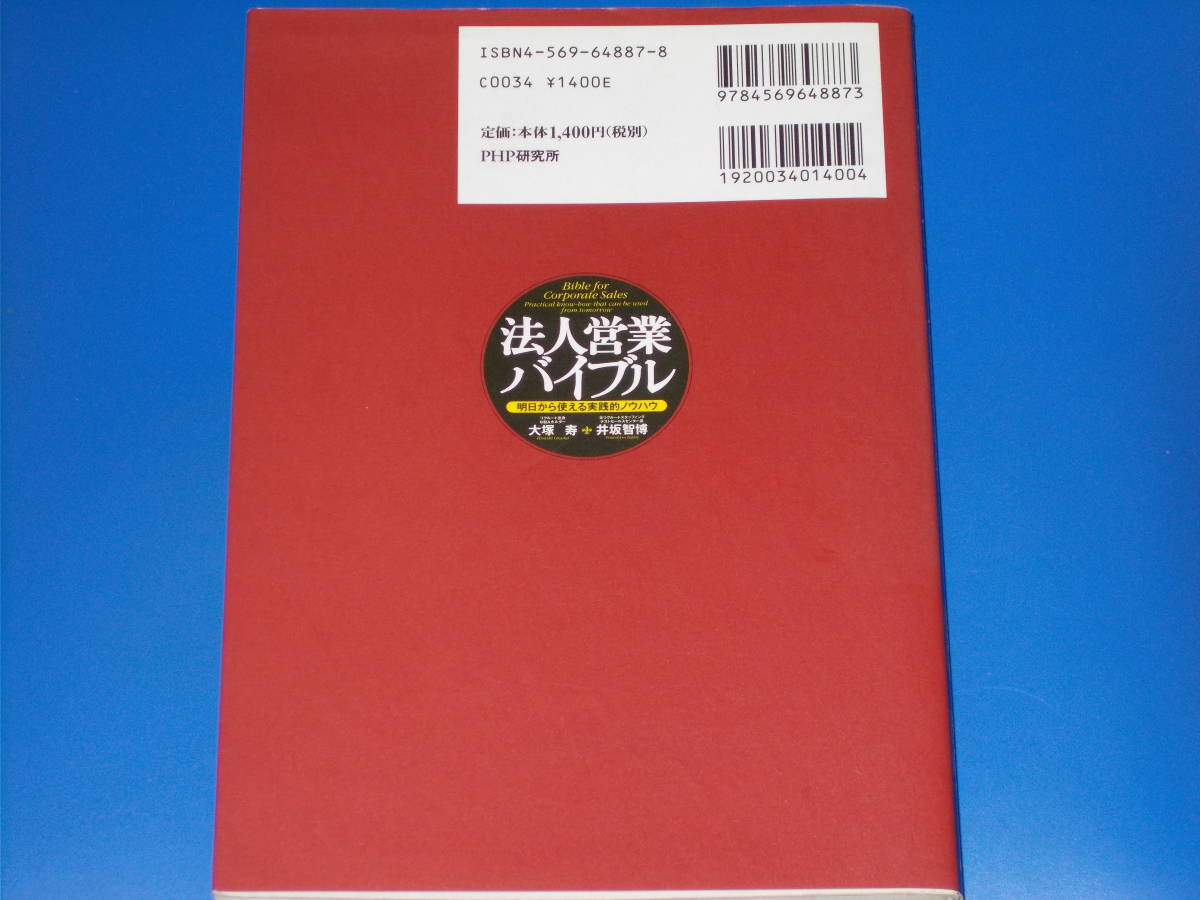 ISBN4-569-64887-8
C0034 ¥1400E
定価:本体1,400円(税別)
PHP研究所
9784569648873
1920034014004
Bible for
Corporate Sales
Practical know-how that can be used
from tomorrow
法人営業
バイブル
明日から使える実践的ノウハウ
大塚 寿 井坂智博